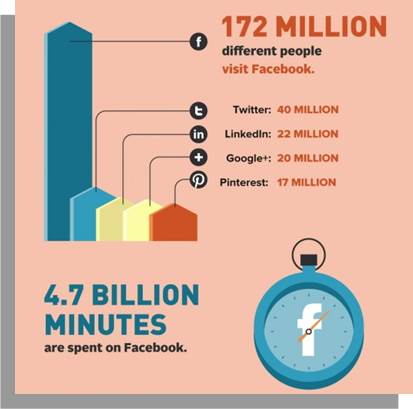 172 MILLION
different people
visit Facebook.
Twitter: 40 MILLION
LinkedIn: 22 MILLION
Google+: 20 MILLION
Pinterest: 17 MILLION
4.7 BILLION
MINUTES
are spent on Facebook.